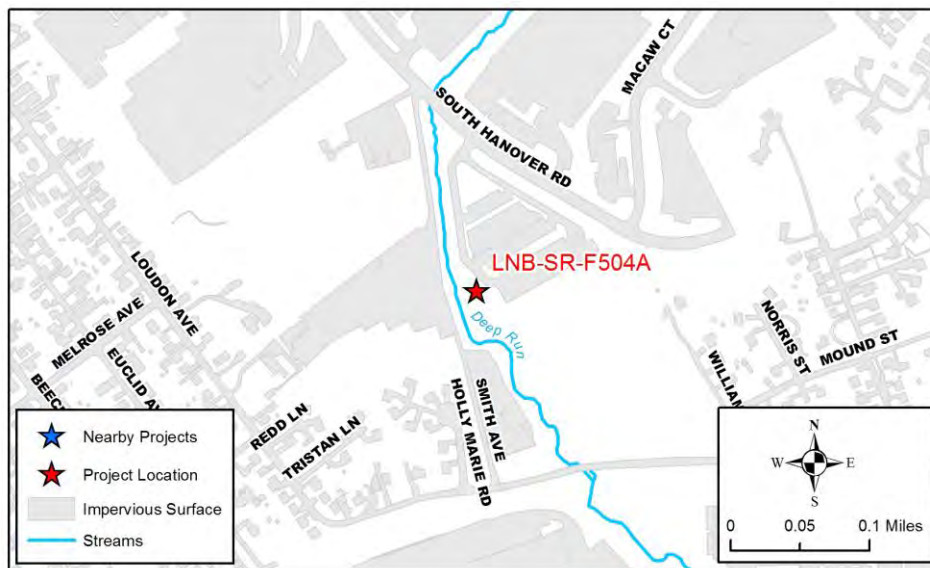 MACAW CT
SOUTH HANOVER RD
LNB-SR-F504A
LOUDON AVE
MELROSE AVE
Deep Run
NORRIS ST
MOUND ST
EUCLID AV
BEEC
WILLIAM
REDD LN
TRISTAN LN
SMITH AVE
HOLLY MARIE RD
Nearby Projects
Project Location
Impervious Surface
Streams
N
W E
S
0 0.05 0.1 Miles